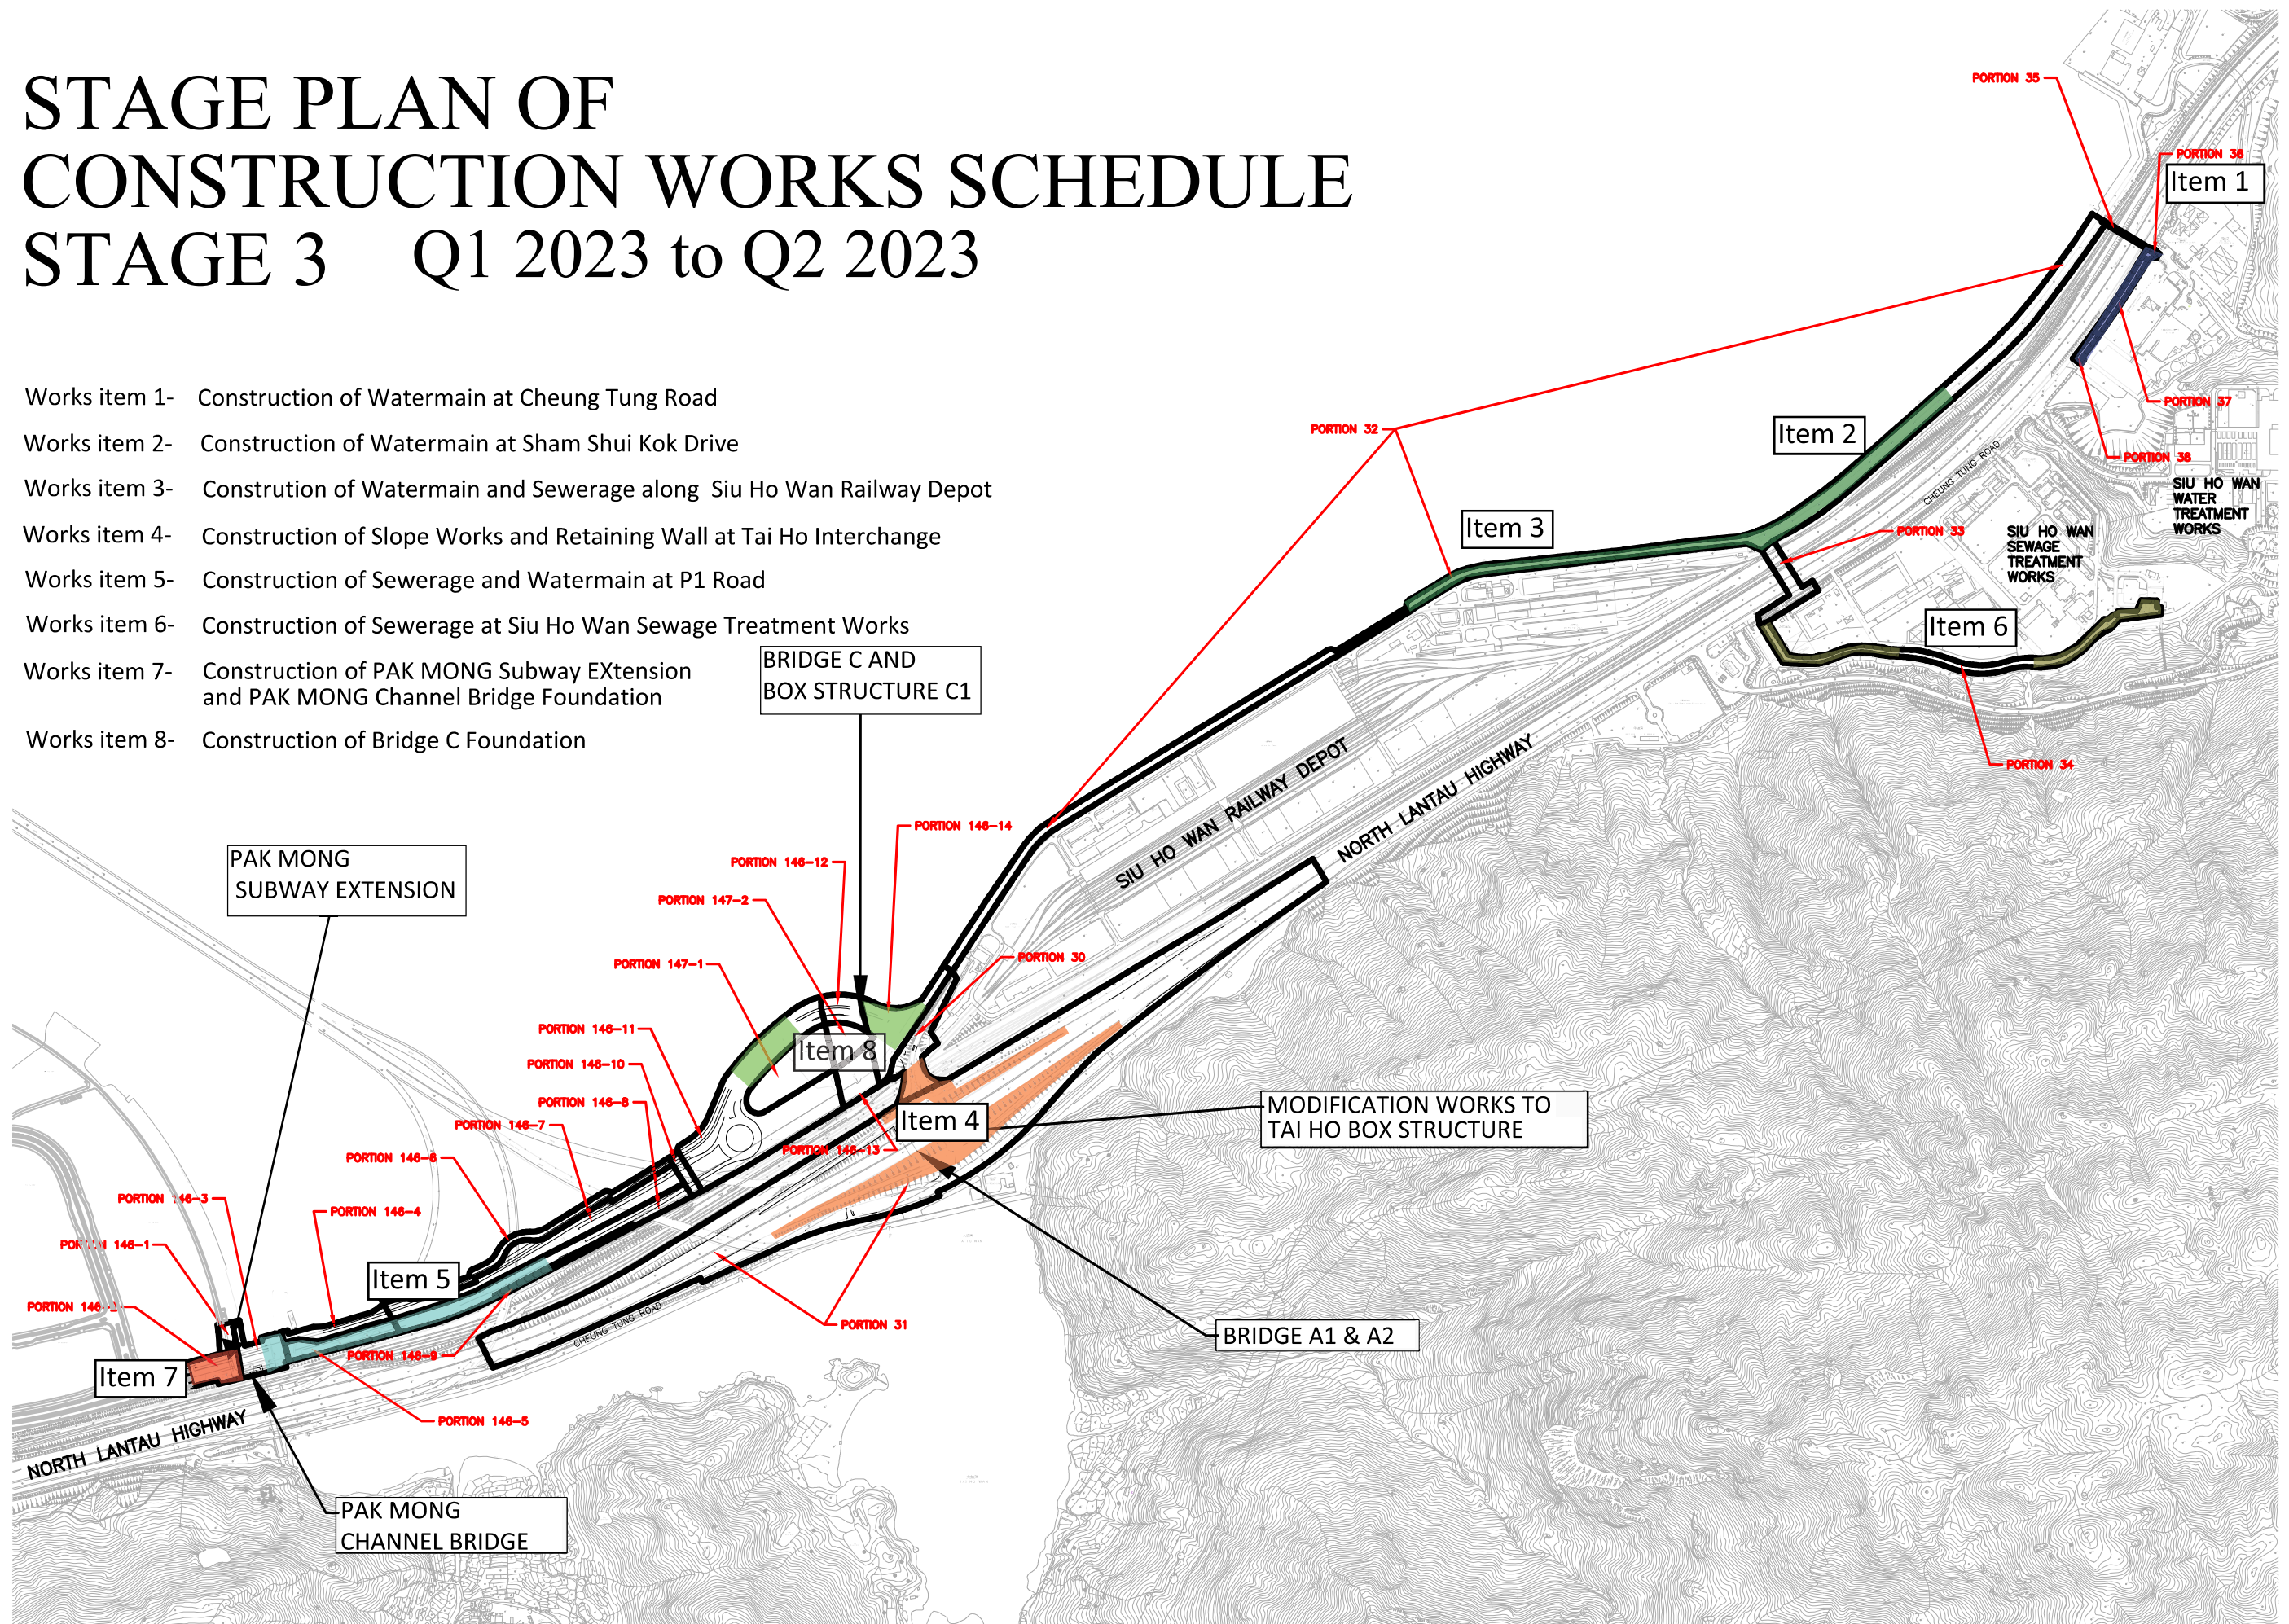 STAGE PLAN OF
CONSTRUCTION WORKS SCHEDULE
STAGE 3 Q1 2023 to Q2 2023
Works item 1- Construction of Watermain at Cheung Tung Road
Works item 2- Construction of Watermain at Sham Shui Kok Drive
Works item 3- Constrution of Watermain and Sewerage along Siu Ho Wan Railway Depot
Works item 4- Construction of Slope Works and Retaining Wall at Tai Ho Interchange
Works item 5- Construction of Sewerage and Watermain at P1 Road
Works item 6- Construction of Sewerage at Siu Ho Wan Sewage Treatment Works
Works item 7- Construction of PAK MONG Subway EXtension
and PAK MONG Channel Bridge Foundation
Works item 8- Construction of Bridge C Foundation
PORTION 35
PORTION 36
Item 1
PORTION 37
PORTION 38
SIU HO WAN
WATER
TREATMENT
WORKS
PORTION 32
Item 2
CHEUNG TUNG ROAD
Item 3
PORTION 33
SIU HO WAN
SEWAGE
TREATMENT
WORKS
Item 6
PORTION 34
BRIDGE C AND
BOX STRUCTURE C1
SIU HO WAN RAILWAY DEPOT
NORTH LANTAU HIGHWAY
PORTION 146-14
PORTION 146-12
PORTION 147-2
PORTION 147-1
PORTION 30
PAK MONG
SUBWAY EXTENSION
PORTION 146-11
Item 8
PORTION 146-10
PORTION 146-8
PORTION 146-7
Item 4
PORTION 146-13
MODIFICATION WORKS TO
TAI HO BOX STRUCTURE
PORTION 146-6
PORTION 146-3
PORTION 146-4
PORTION 146-1
Item 5
PORTION 146-2
CHEUNG TUNG ROAD
PORTION 31
BRIDGE A1 & A2
PORTION 146-9
Item 7
PORTION 146-5
NORTH LANTAU HIGHWAY
PAK MONG
CHANNEL BRIDGE